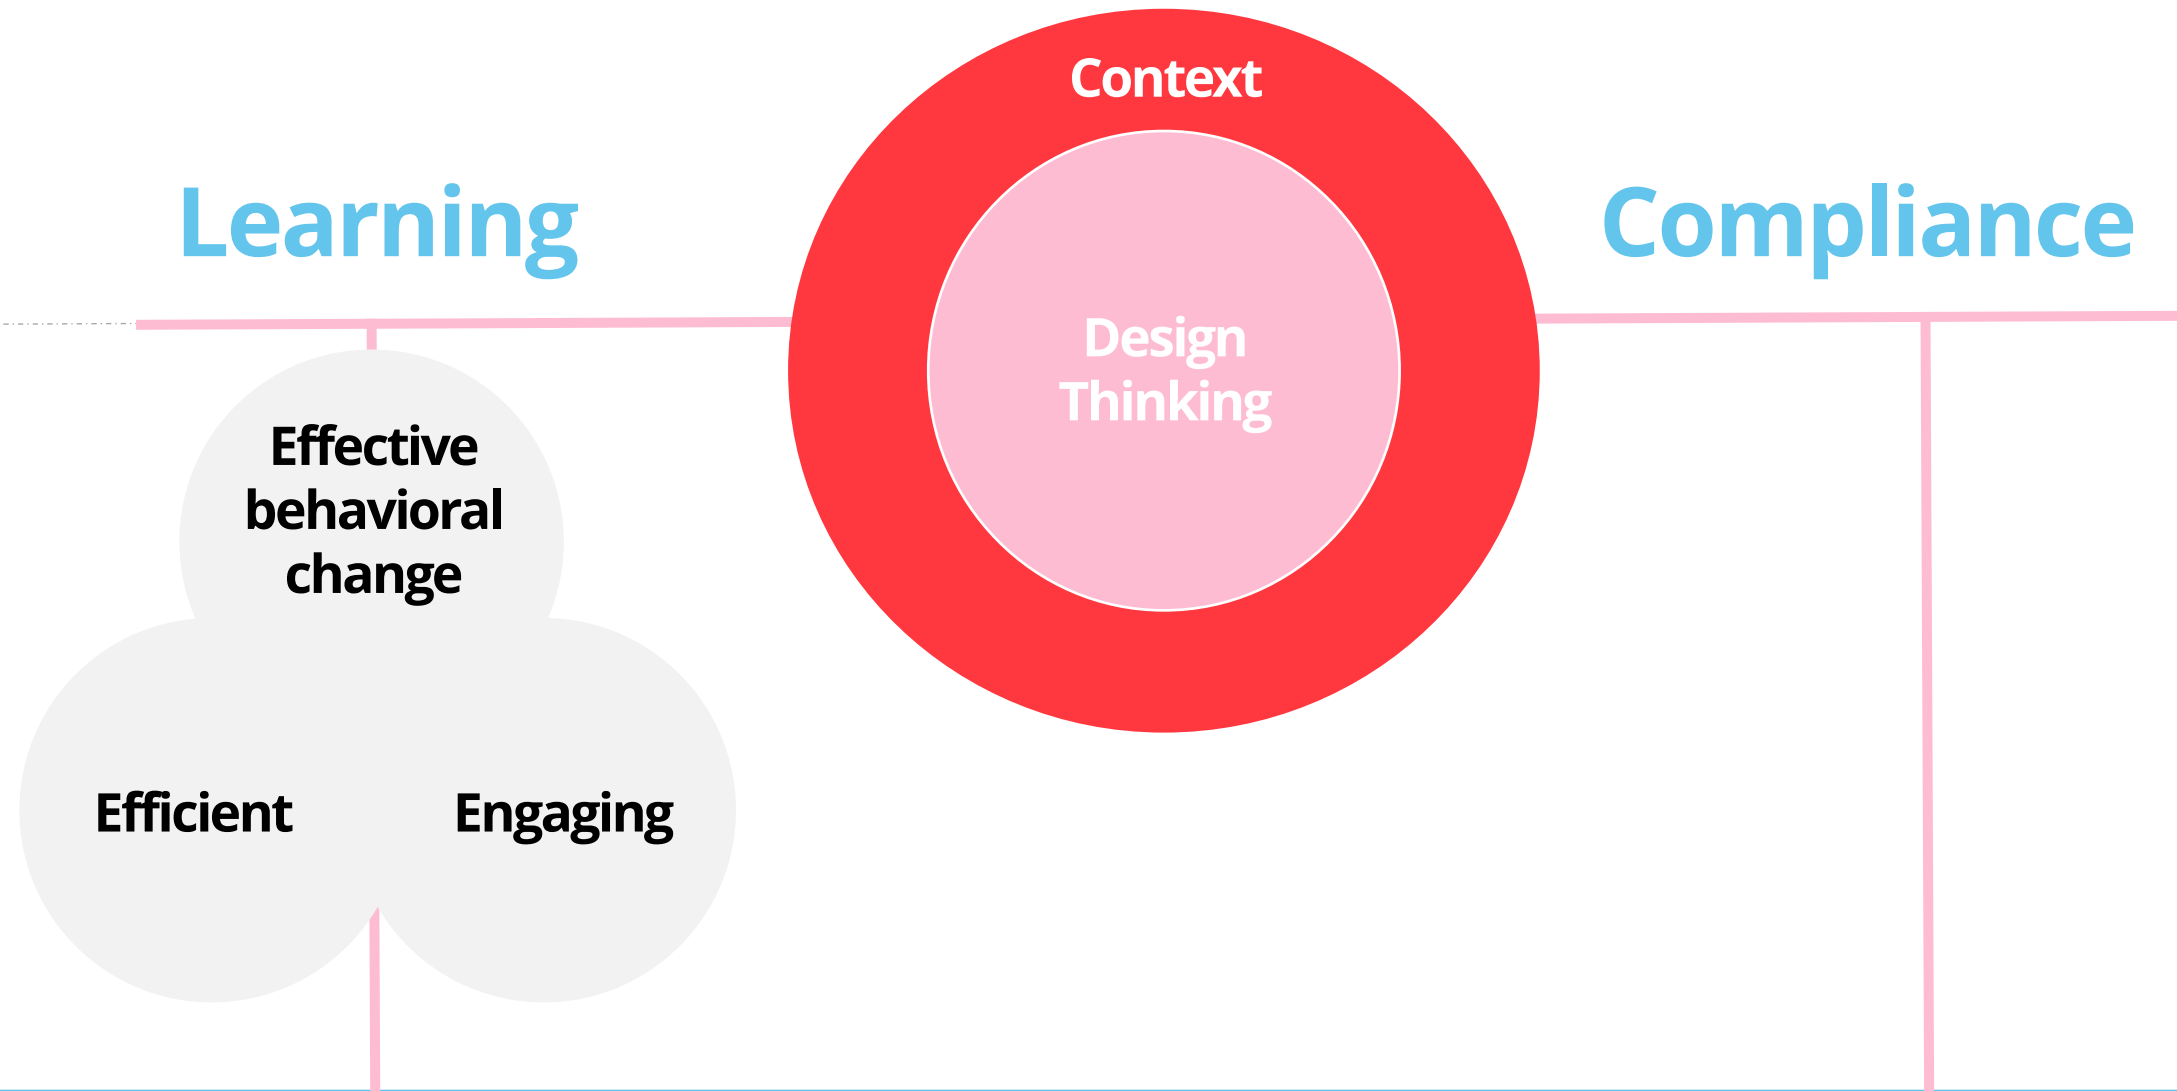 Context
Learning
Compliance
Design
Thinking
Effective
behavioral
change
Efficient
Engaging